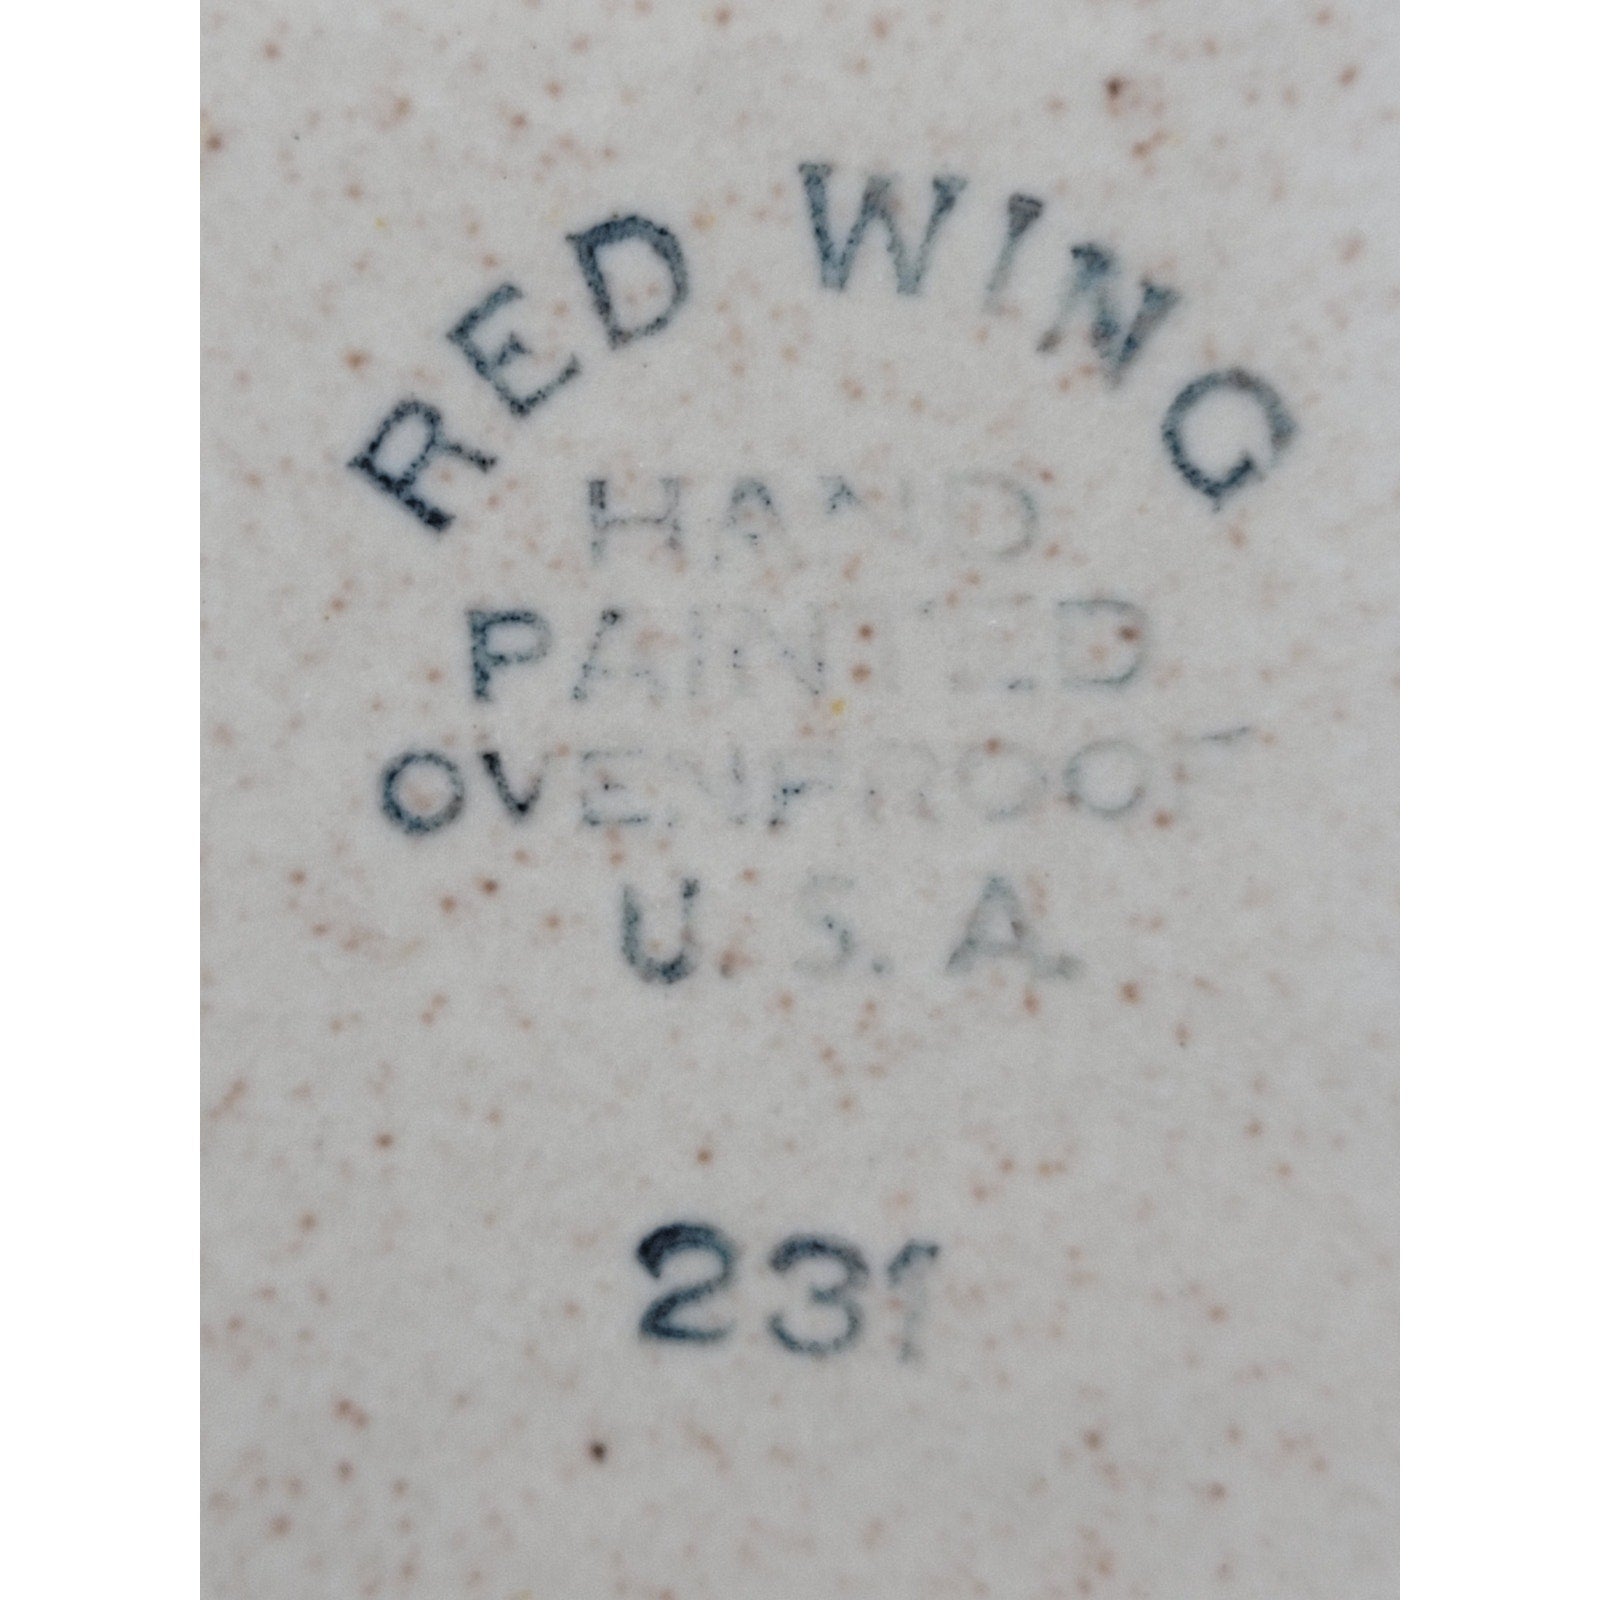 RED WING
HAND
PAINTED
OVENPROOF
U.S.A.
231